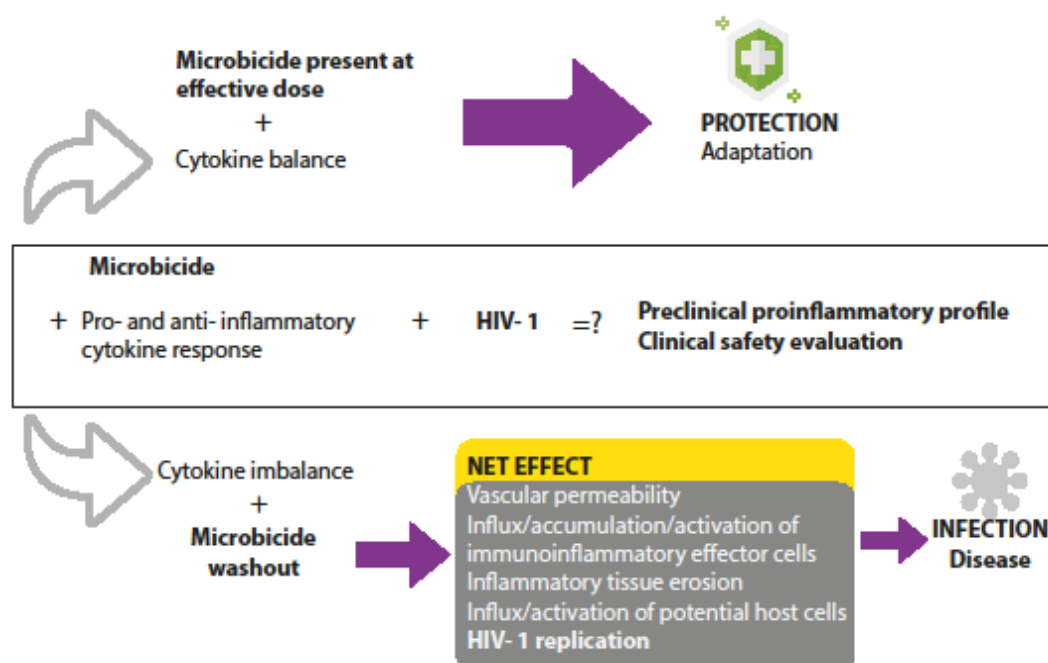 Microbicide present at
effective dose
+
Cytokine balance
PROTECTION
Adaptation
Microbicide
+ Pro- and anti- inflammatory
cytokine response
+ HIV- 1 =?
Preclinical proinflammatory profile
Clinical safety evaluation
Cytokine imbalance
+
Microbicide
washout
NET EFFECT
Vascular permeability
Influx/accumulation/activation of
immunoinflammatory effector cells
Inflammatory tissue erosion
Influx/activation of potential host cells
HIV- 1 replication
INFECTION
Disease